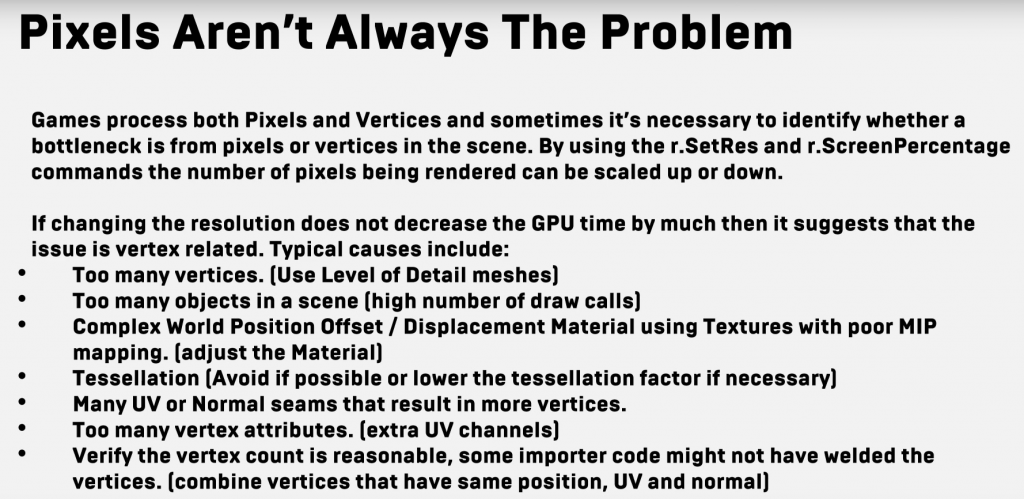 Pixels Aren't Always The Problem
Games process both Pixels and Vertices and sometimes it's necessary to identify whether a
bottleneck is from pixels or vertices in the scene. By using the r.SetRes and r.ScreenPercentage
commands the number of pixels being rendered can be scaled up or down.
If changing the resolution does not decrease the GPU time by much then it suggests that the
issue is vertex related. Typical causes include:
• Too many vertices. (Use Level of Detail meshes)
• Too many objects in a scene (high number of draw calls)
• Complex World Position Offset / Displacement Material using Textures with poor MIP
mapping. (adjust the Material)
• Tessellation (Avoid if possible or lower the tessellation factor if necessary)
• Many UV or Normal seams that result in more vertices.
• Too many vertex attributes. (extra UV channels)
• Verify the vertex count is reasonable, some importer code might not have welded the
vertices. (combine vertices that have same position, UV and normal)